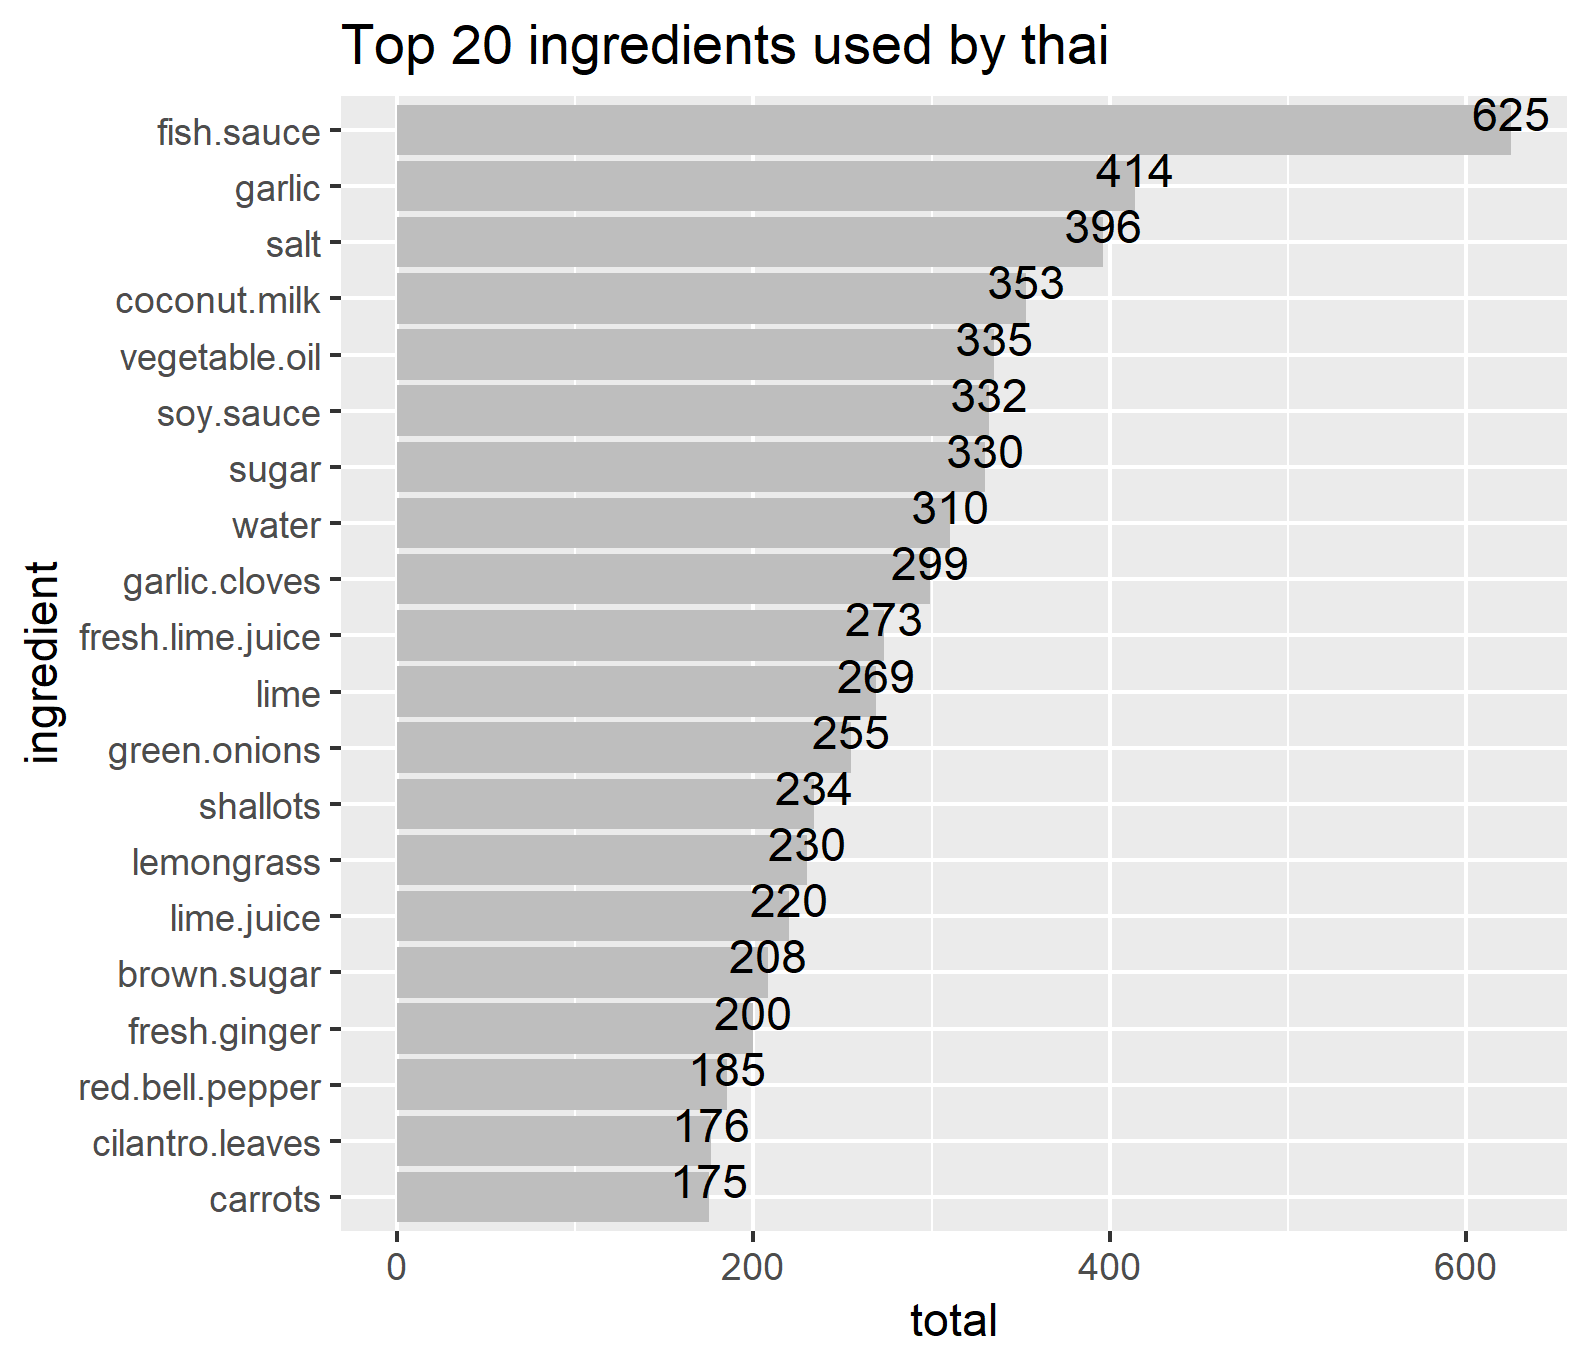 Top 20 ingredients used by thai
fish.sauce 625
garlic 414
salt 396
coconut.milk 353
vegetable.oil 335
soy.sauce 332
sugar 330
water 310
garlic.cloves 299
fresh.lime.juice 273
lime 269
green.onions 255
shallots 234
lemongrass 230
lime.juice 220
brown.sugar 208
fresh.ginger 200
red.bell.pepper 185
cilantro.leaves 176
carrots 175
ingredient
0 200 400 600
total